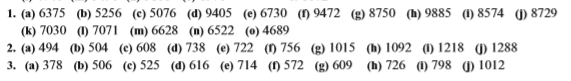 1. (a) 6375 (b) 5256 (c) 5076 (d) 9405 (e) 6730 (f) 9472 (g) 8750 (h) 9885 (i) 8574 (j) 8729
(k) 7030 (l) 7071 (m) 6628 (n) 6522 (o) 4689
2. (a) 494 (b) 504 (c) 608 (d) 738 (e) 722 (f) 756 (g) 1015 (h) 1092 (i) 1218 (j) 1288
3. (a) 378 (b) 506 (c) 525 (d) 616 (e) 714 (f) 572 (g) 609 (h) 726 (i) 798 (j) 1012